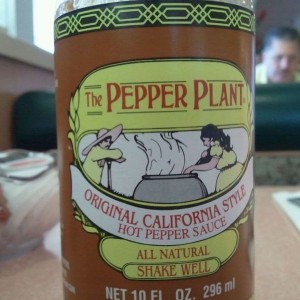 The PEPPER PLANT
ORIGINAL CALIFORNIA STYLE
HOT PEPPER SAUCE
ALL NATURAL
SHAKE WELL
NET 10 FL. OZ. 296 ml